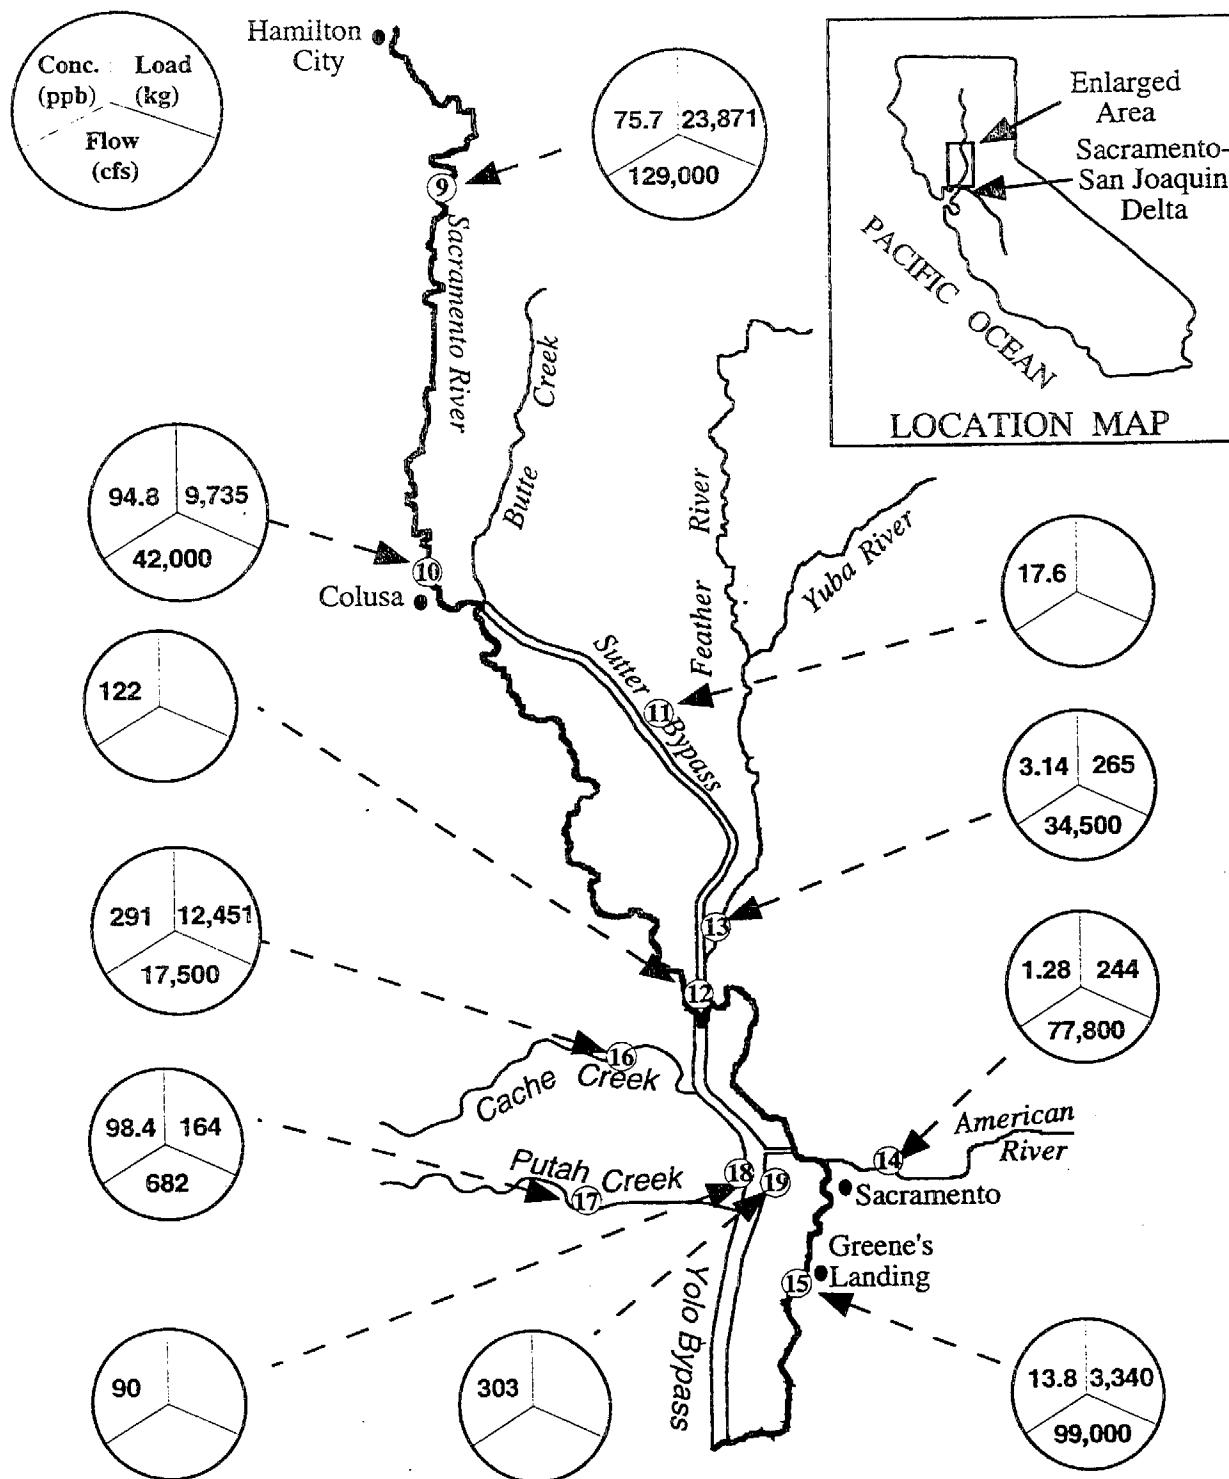 Hamilton
City
Conc.
(ppb)
Load
(kg)
Flow
(cfs)
75.7
23,871
129,000
Enlarged
Area
Sacramento-
San Joaquin
Delta
PACIFIC OCEAN
LOCATION MAP
9
Sacramento River
Butte Creek
Feather River
Yuba River
94.8
9,735
42,000
10
Colusa
17.6
Sutter Bypass
11
122
3.14
265
34,500
13
12
291
12,451
17,500
1.28
244
77,800
16
Cache Creek
98.4
164
682
American
River
14
Putah Creek
17
18
19
Sacramento
Greene's
Landing
15
Yolo Bypass
90
303
13.8
3,340
99,000